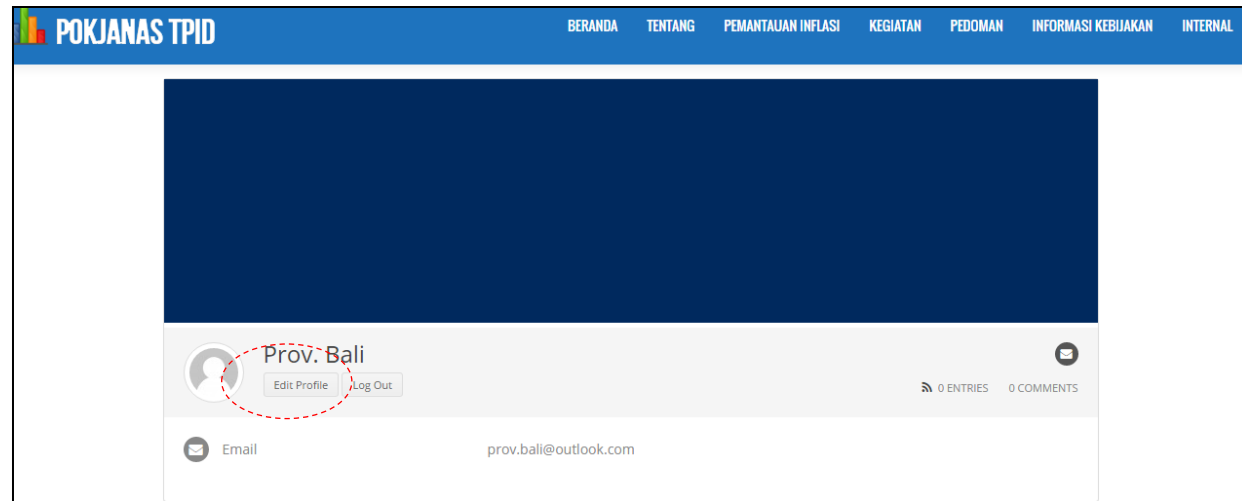 POKJANAS TPID
BERANDA TENTANG PEMANTAUAN INFLASI KEGIATAN PEDOMAN INFORMASI KEBIJAKAN INTERNAL
Prov. Bali
Edit Profile Log Out
0 ENTRIES 0 COMMENTS
Email prov.bali@outlook.com